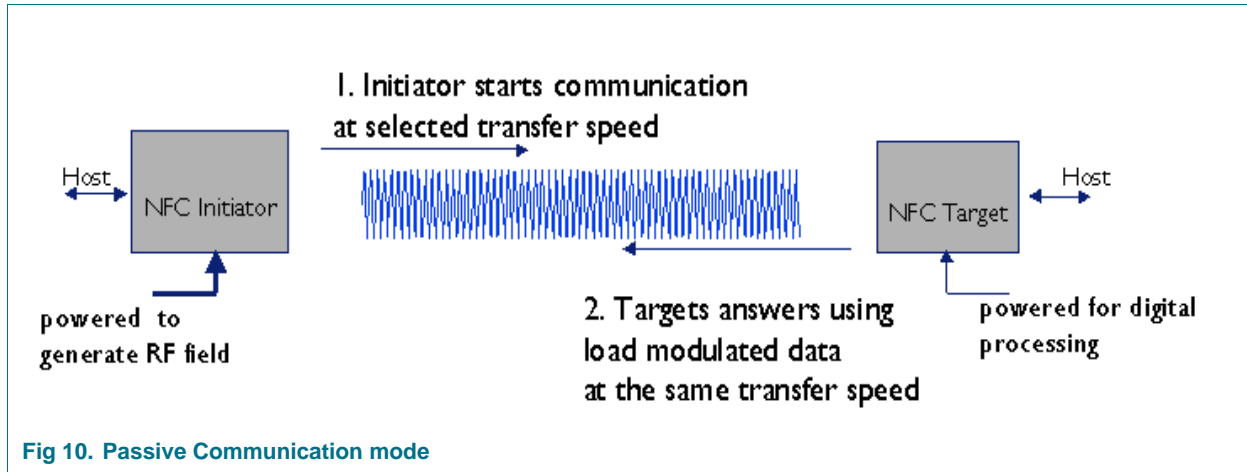 1. Initiator starts communication
at selected transfer speed
Host
NFC Initiator
NFC Target
Host
powered to
generate RF field
2. Targets answers using
load modulated data
at the same transfer speed
powered for digital
processing
Fig 10. Passive Communication mode